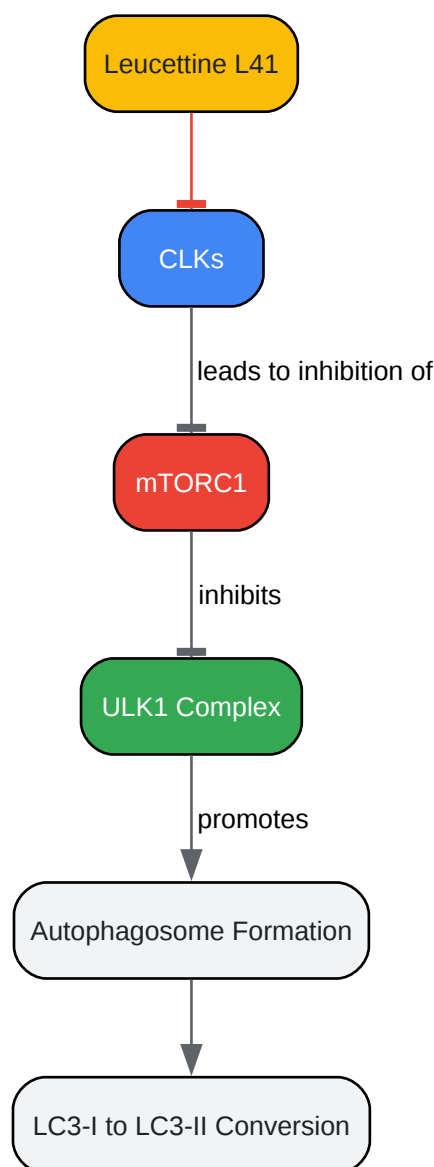 Leucettine L41
CLKs
leads to inhibition of
mTORC1
inhibits
ULK1 Complex
promotes
Autophagosome Formation
LC3-I to LC3-II Conversion